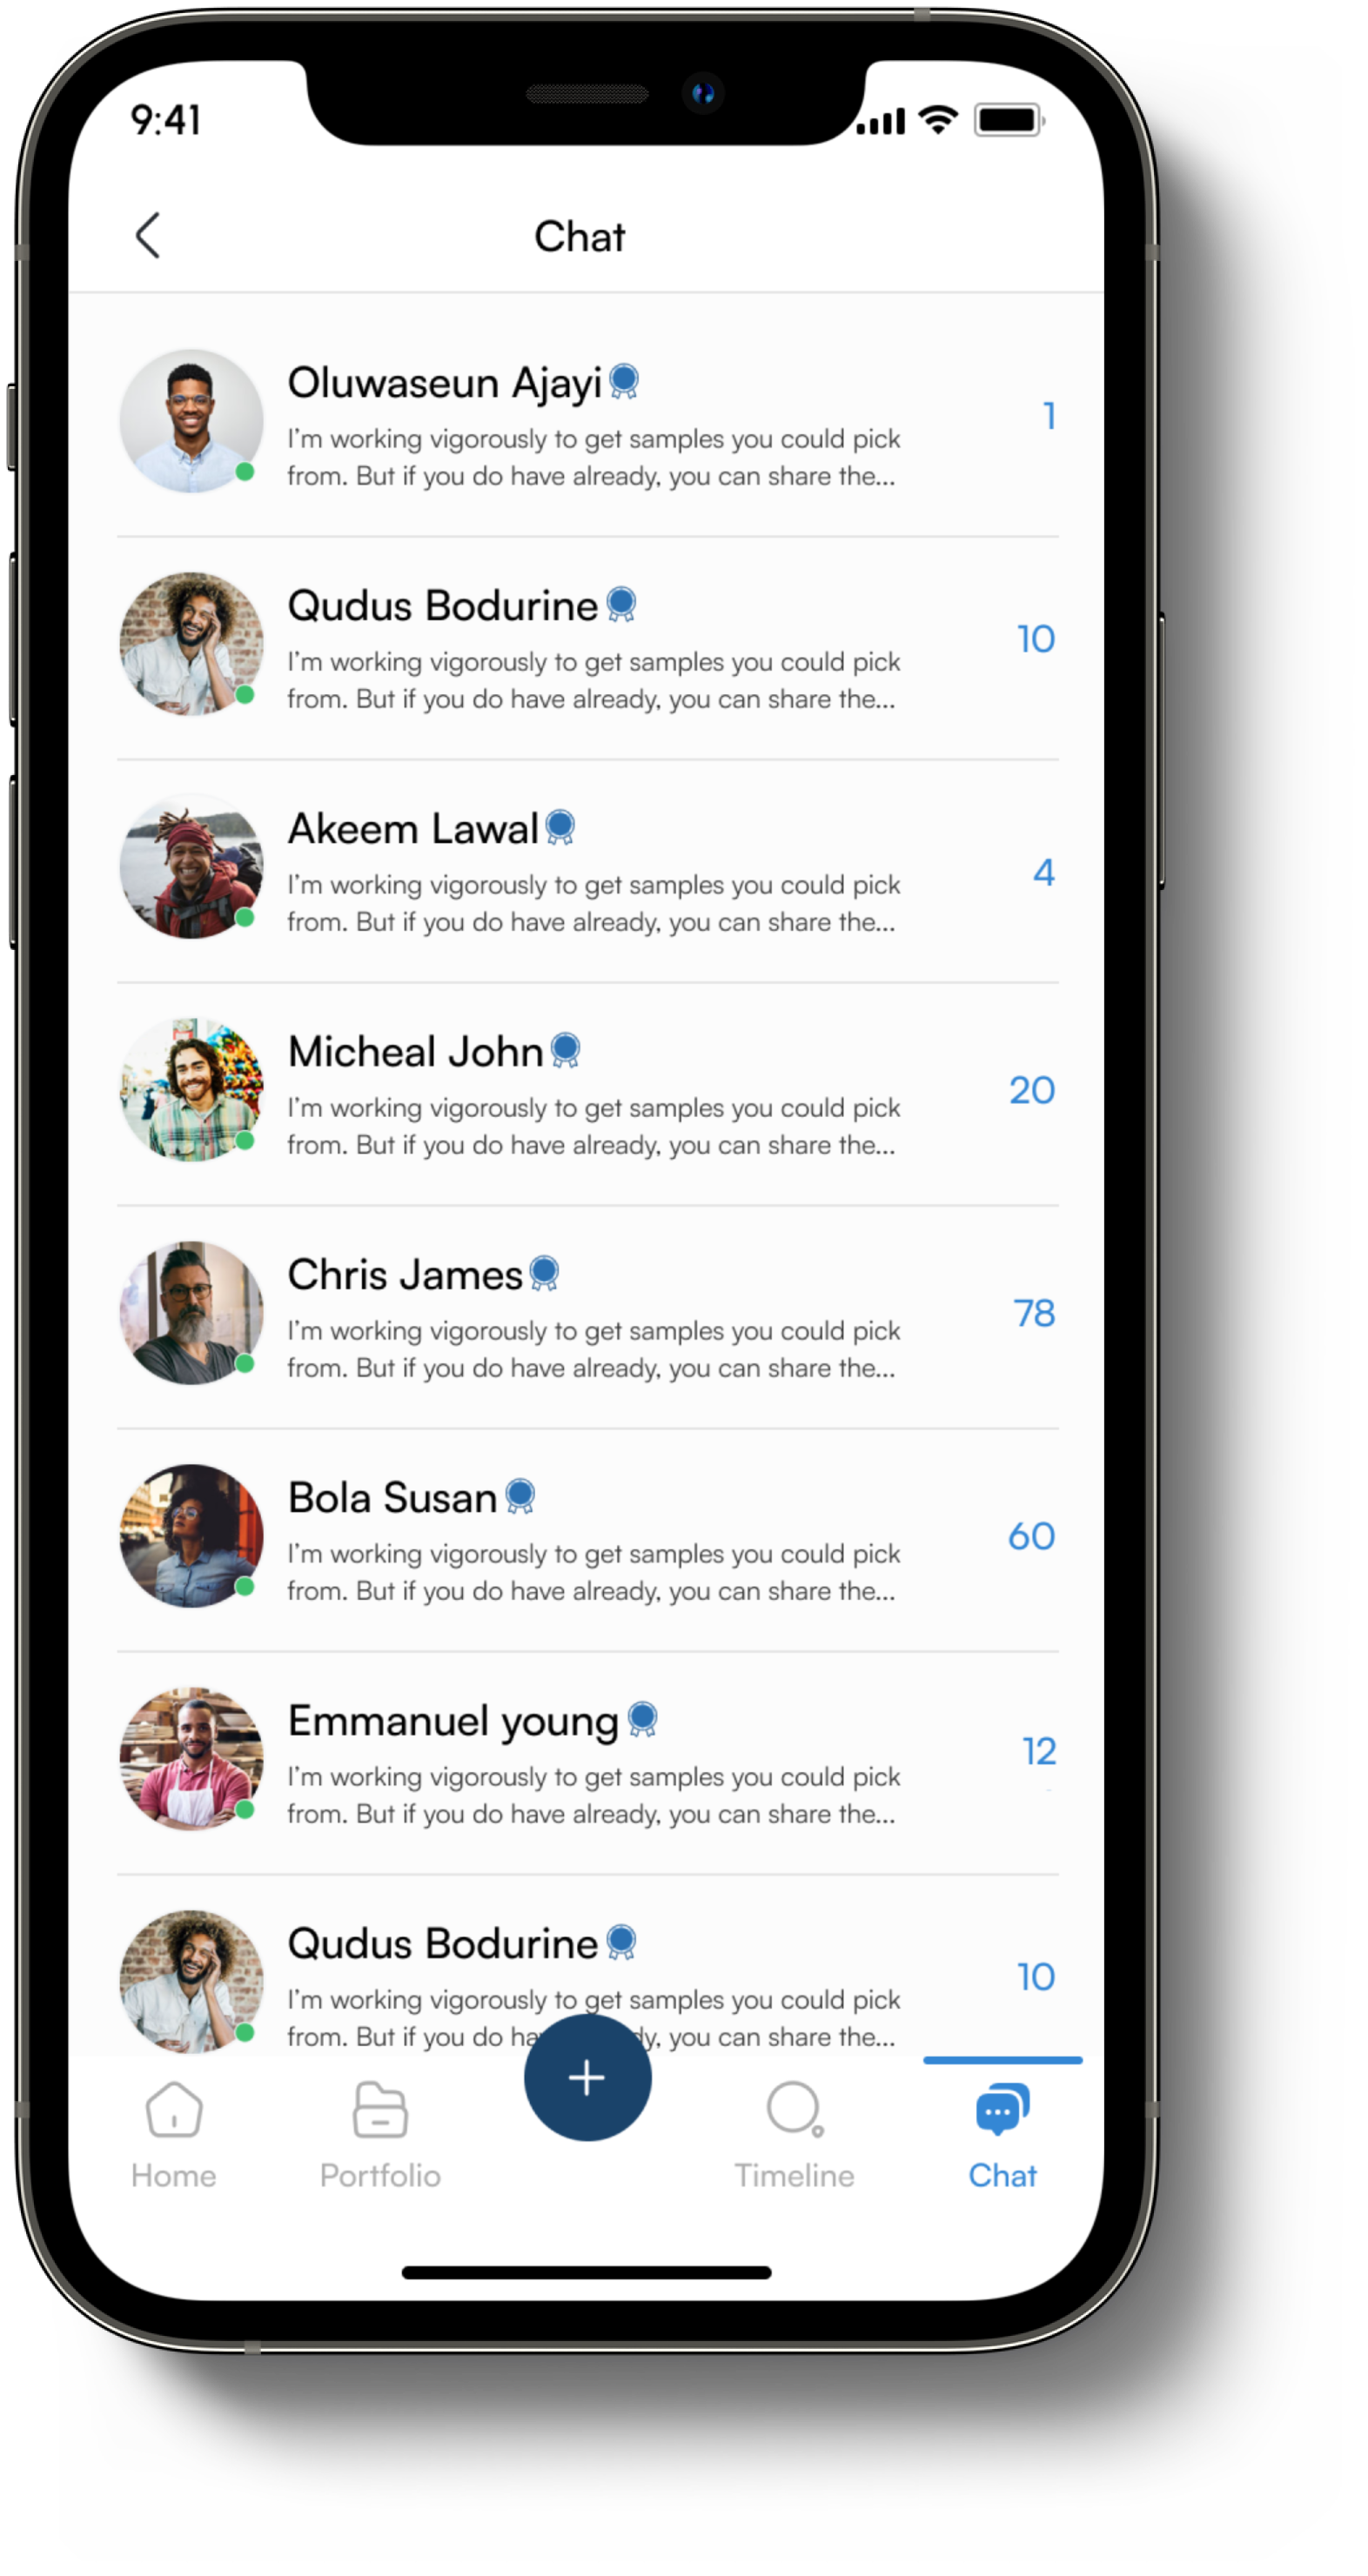 9:41
Chat
Oluwaseun Ajayi
I'm working vigorously to get samples you could pick
from. But if you do have already, you can share the...
1
Qudus Bodurine
I'm working vigorously to get samples you could pick
from. But if you do have already, you can share the...
10
Akeem Lawal
I'm working vigorously to get samples you could pick
from. But if you do have already, you can share the...
4
Micheal John
I'm working vigorously to get samples you could pick
from. But if you do have already, you can share the...
20
Chris James
I'm working vigorously to get samples you could pick
from. But if you do have already, you can share the...
78
Bola Susan
I'm working vigorously to get samples you could pick
from. But if you do have already, you can share the...
60
Emmanuel young
I'm working vigorously to get samples you could pick
from. But if you do have already, you can share the...
12
Qudus Bodurine
I'm working vigorously to get samples you could pick
from. But if you do you can share the...
10
Home
Portfolio
Timeline
Chat